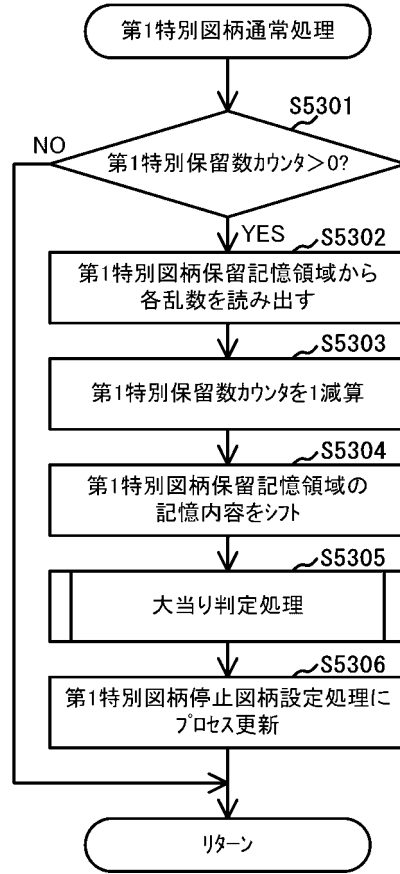 第1特別図柄通常処理
S5301
第1特別保留数カウンタ>0?
NO
YES
S5302
第1特別図柄保留記憶領域から
各乱数を読み出す
S5303
第1特別保留数カウンタを1減算
S5304
第1特別図柄保留記憶領域の
記憶内容をシフト
S5305
大当り判定処理
S5306
第1特別図柄停止図柄設定処理に
プロセス更新
リターン